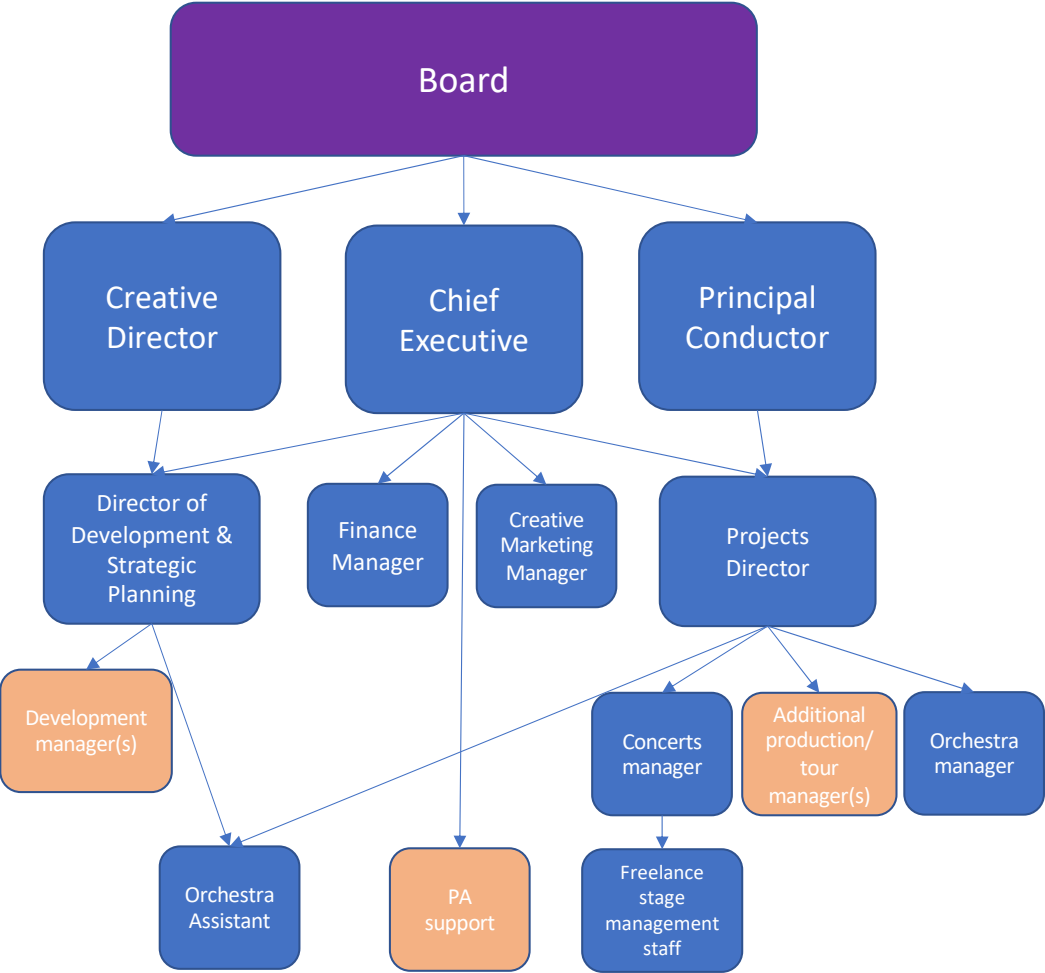 Board
Creative
Director
Chief
Executive
Principal
Conductor
Director of
Development &
Strategic
Planning
Finance
Manager
Creative
Marketing
Manager
Projects
Director
Development
manager(s)
Concerts
manager
Additional
production/
tour
manager(s)
Orchestra
manager
Orchestra
Assistant
PA
support
Freelance
stage
management
staff